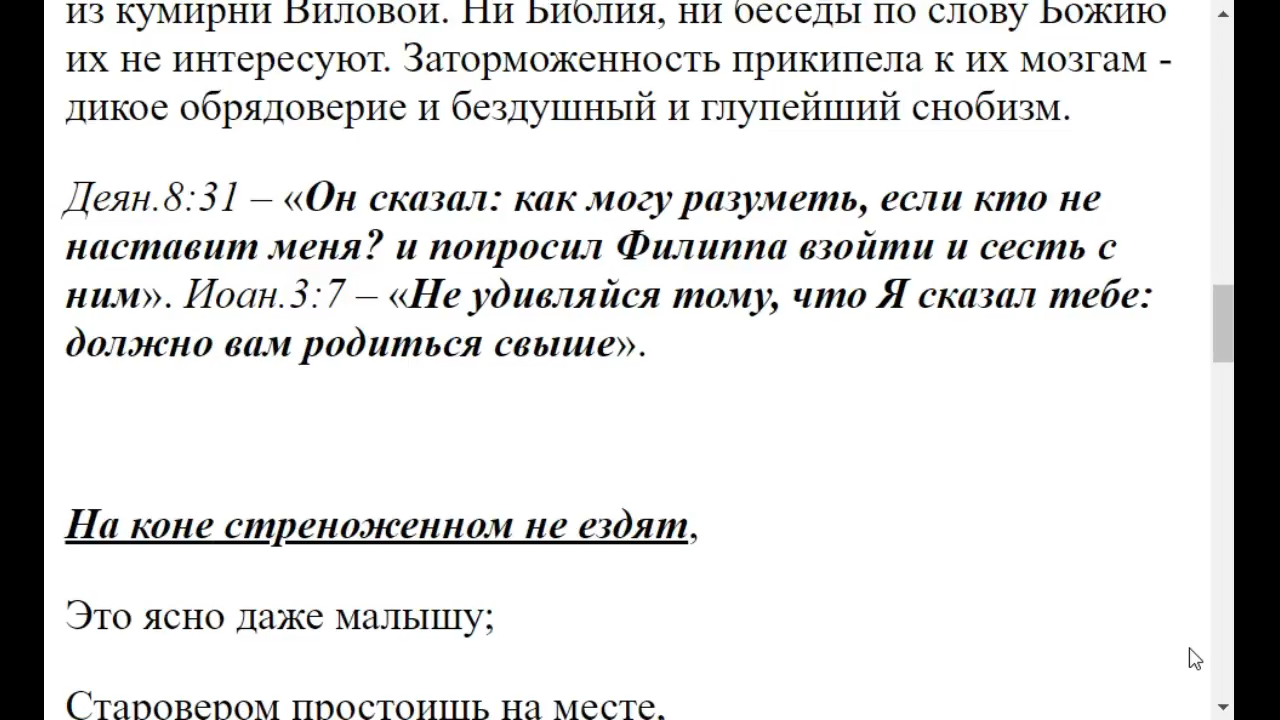 из кумирни Виловой. Ни Библия, ни беседы по слову Божию
их не интересуют. Заторможенность прикипела к их мозгам -
дикое обрядоверие и бездушный и глупейший снобизм.
Деян.8:31 – «Он сказал: как могу разуметь, если кто не
наставит меня? и попросил Филиппа взойти и сесть с
ним». Иоан.3:7 – «Не удивляйся тому, что Я сказал тебе:
должно вам родиться свыше».
На коне стреноженном не ездят,
Это ясно даже малышу;
Старовером простоишь на месте,